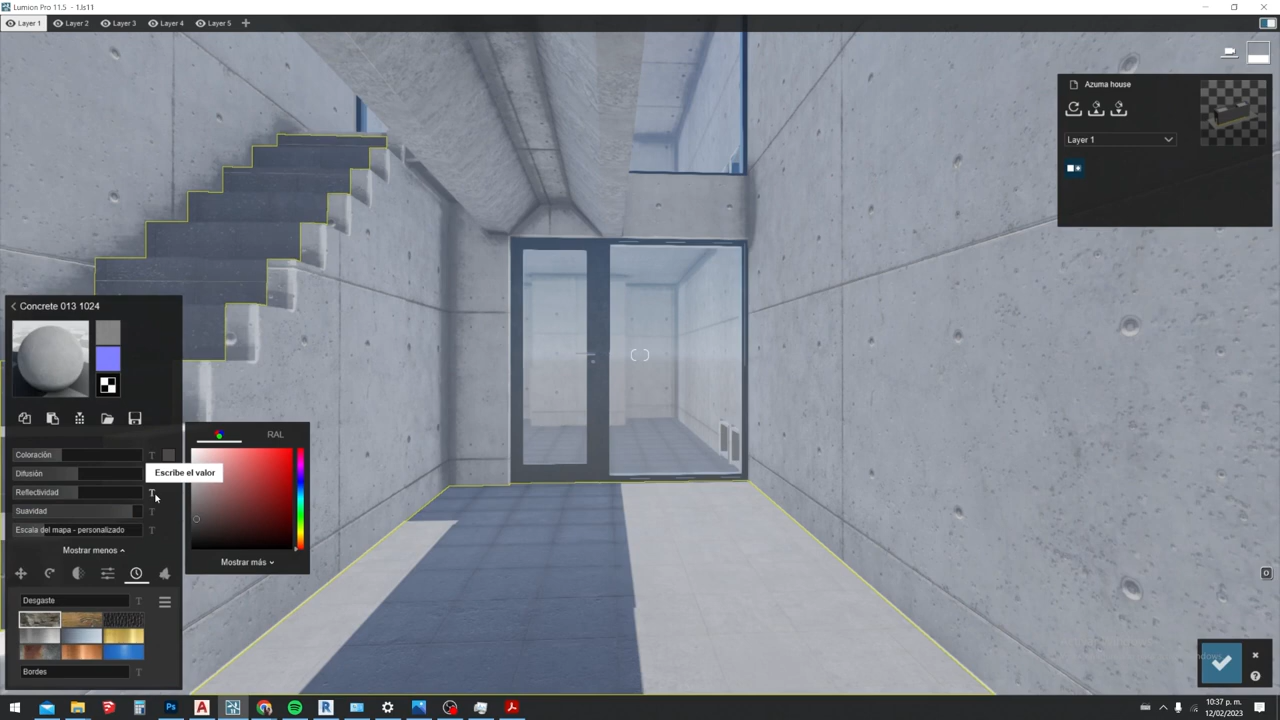 Lumion Pro 11.5 - 1.ls11
Layer 1
Layer 2
Layer 3
Layer 4
Layer 5
+
Azuma house
Layer 1
Concrete 013 1024
RAL
Coloración T
Difusión
Escribe el valor
Reflectividad T
Suavidad T
Escala del mapa - personalizado T
Mostrar más
Mostrar menos
Desgaste T
Bordes T
10:37 p. m.
12/02/2023